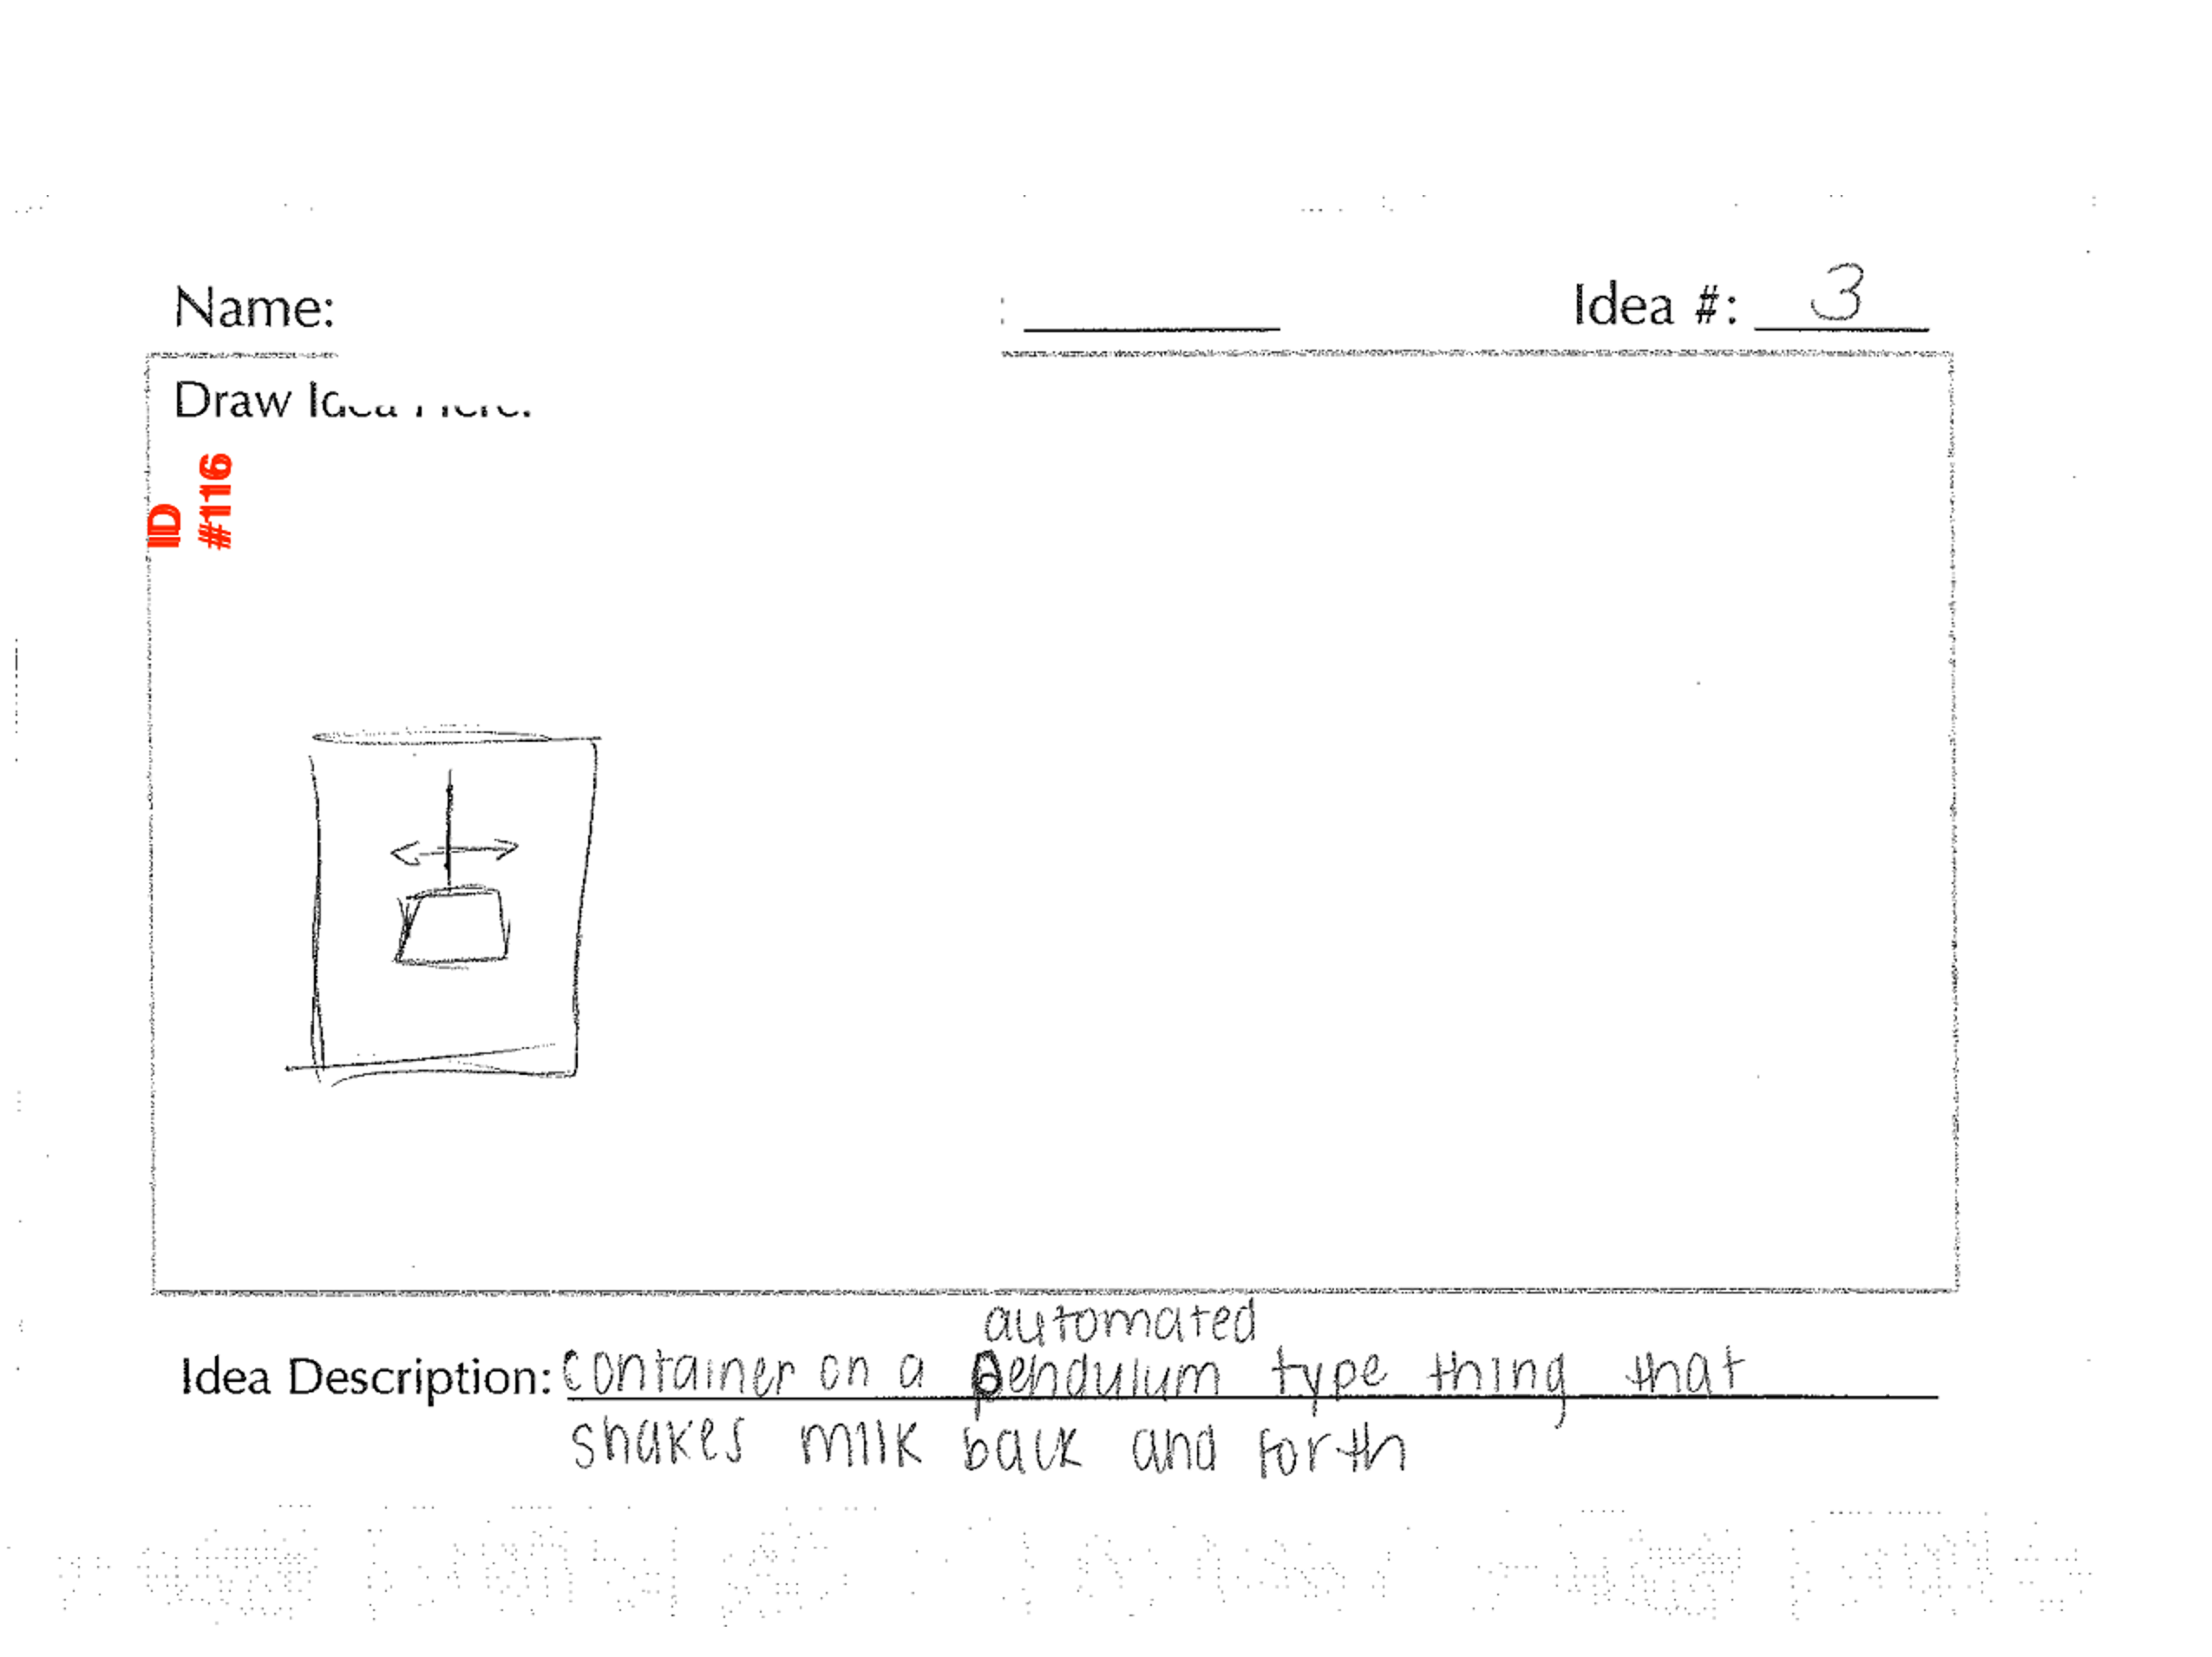 Name:
: Idea #: 3
Draw Idea Here:
ID
#116
automated
Idea Description: container on a pendulum type thing that
shakes milk back and forth